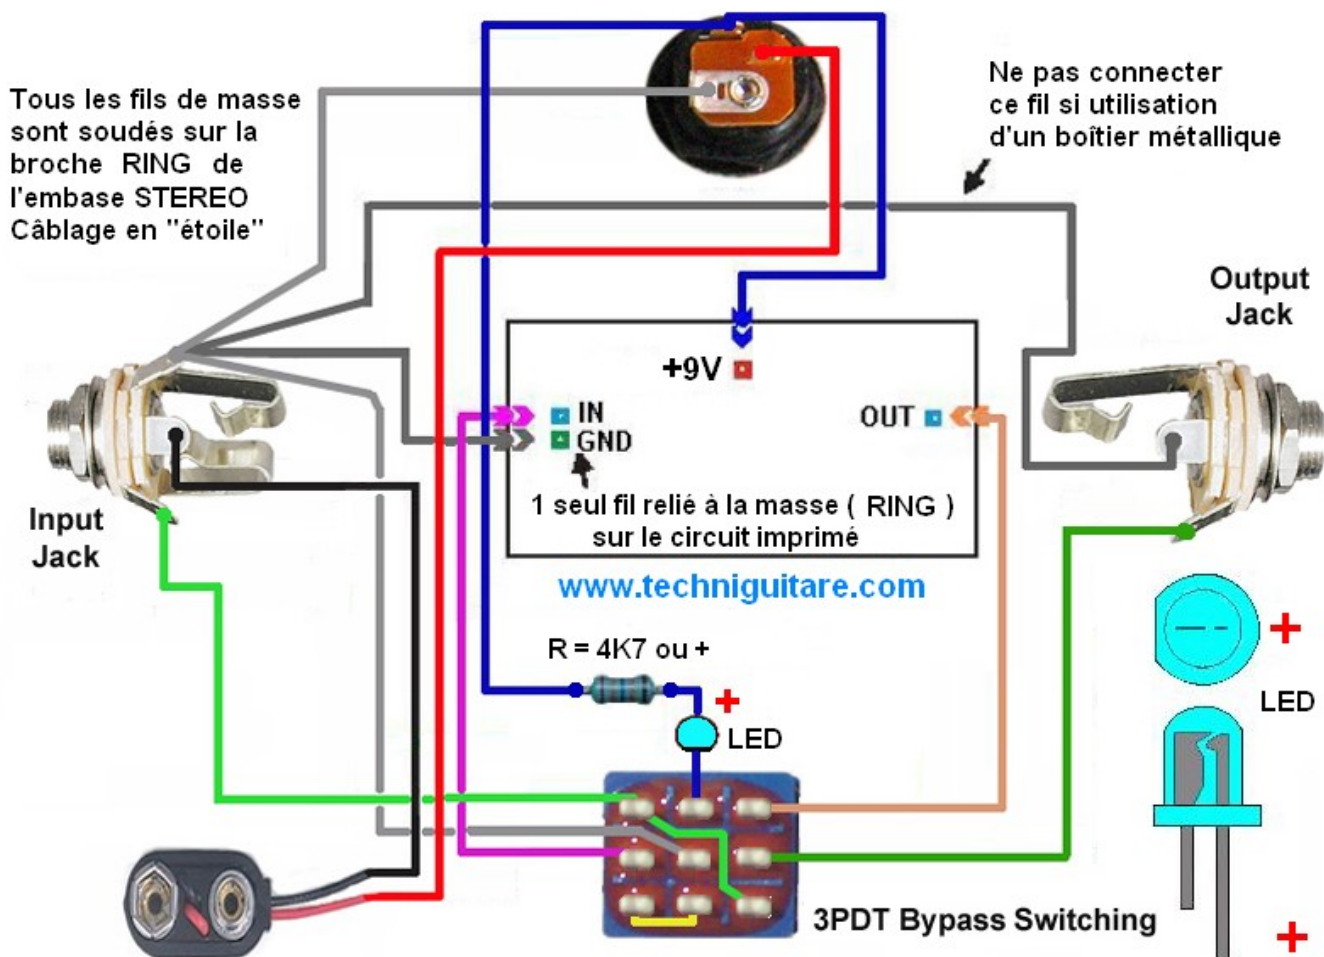 Tous les fils de masse
sont soudés sur la
broche RING de
l'embase STEREO
Câblage en "étoile"
Ne pas connecter
ce fil si utilisation
d'un boîtier métallique
Output
Jack
+9V
IN
GND
OUT
1 seul fil relié à la masse ( RING )
sur le circuit imprimé
Input
Jack
www.techniguitare.com
R = 4K7 ou +
+
LED
+
LED
3PDT Bypass Switching
+